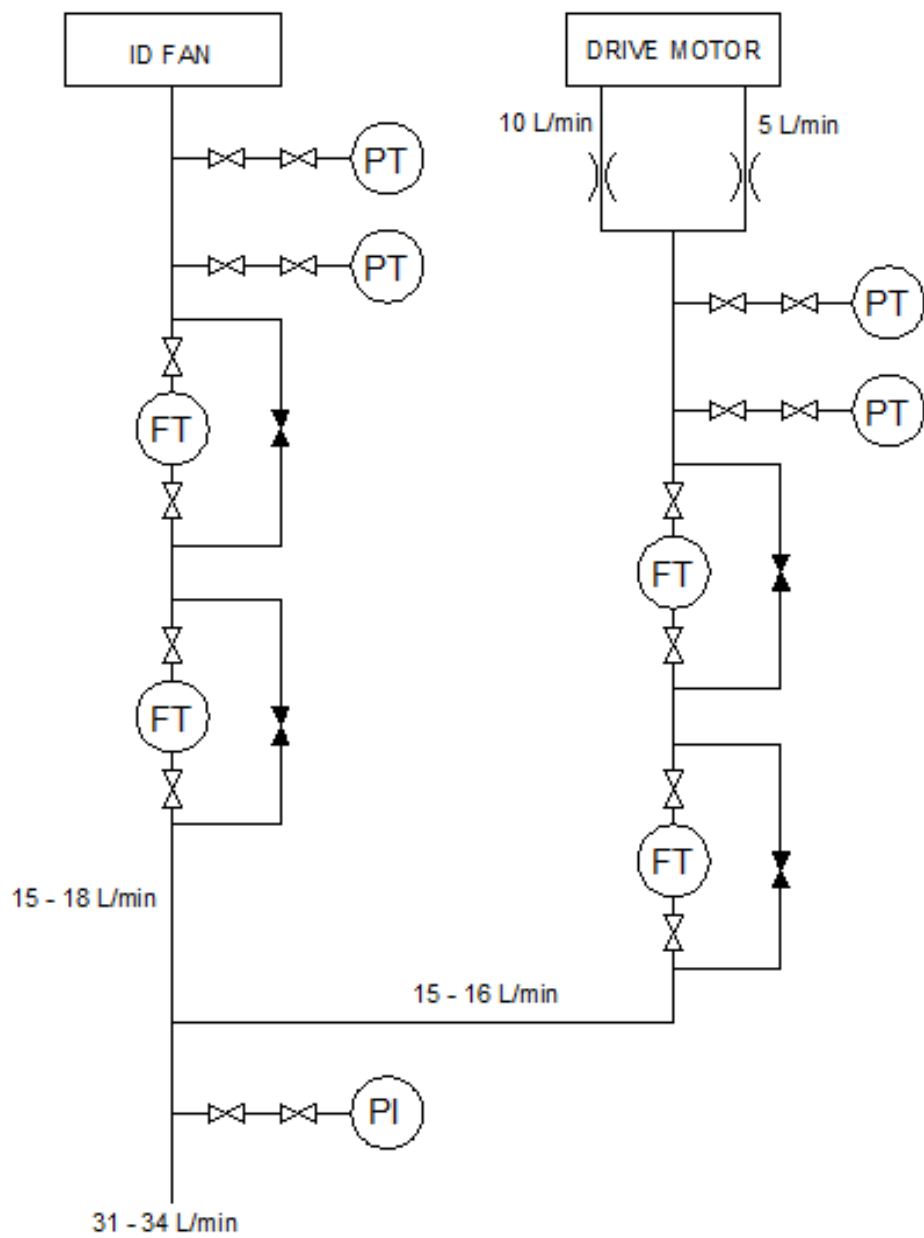 ID FAN
DRIVE MOTOR
10 L/min
5 L/min
PT
PT
PT
PT
FT
FT
FT
FT
15 - 18 L/min
15 - 16 L/min
PI
31 - 34 L/min